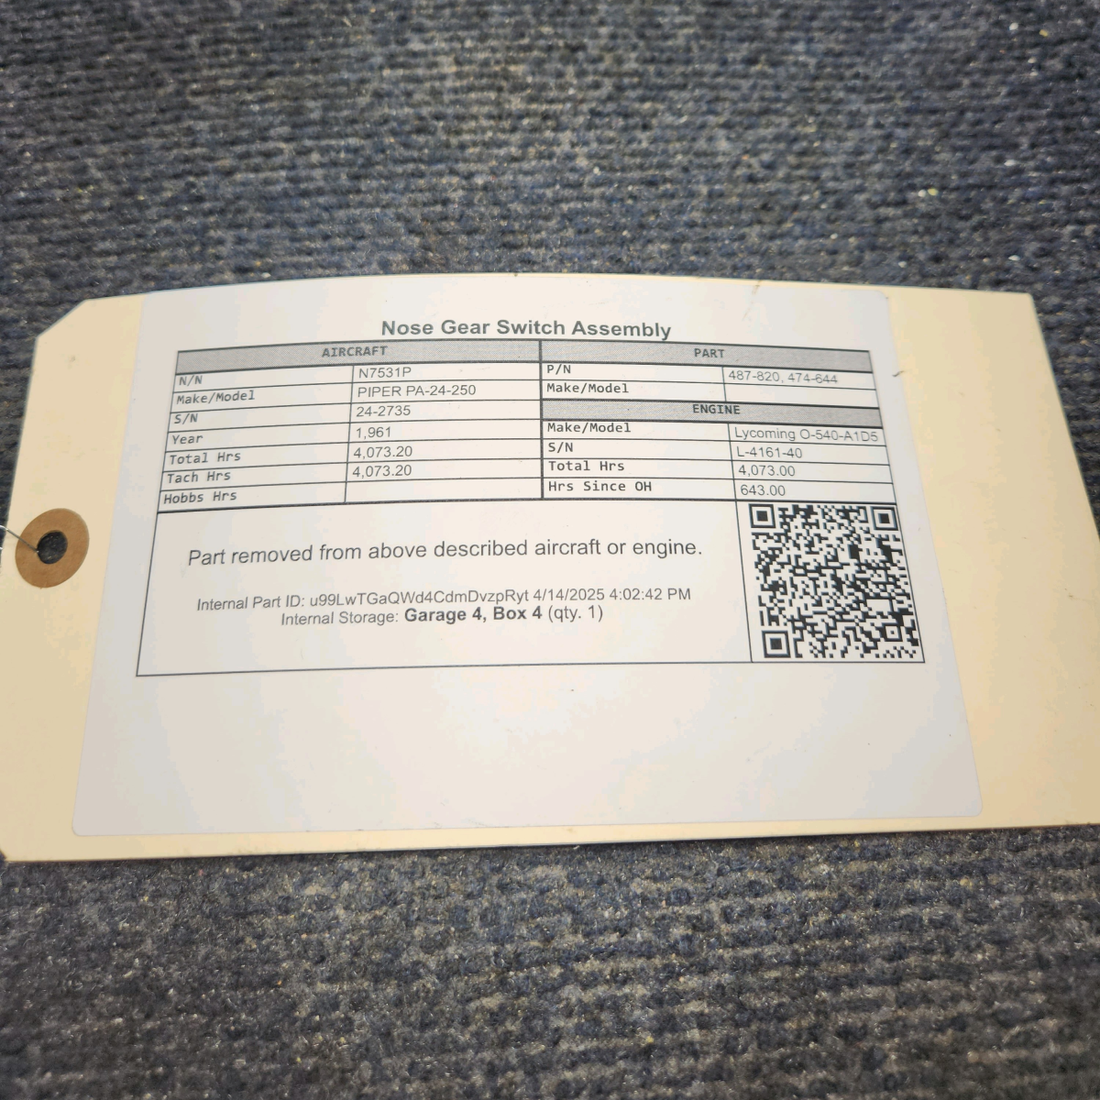 Nose Gear Switch Assembly
AIRCRAFT PART
N/N N7531P P/N 487-820, 474-644
Make/Model PIPER PA-24-250 Make/Model
S/N 24-2735 ENGINE
Year 1,961 Make/Model Lycoming O-540-A1D5
Total Hrs 4,073.20 S/N L-4161-40
Tach Hrs 4,073.20 Total Hrs 4,073.00
Hobbs Hrs Hrs Since OH 643.00
Part removed from above described aircraft or engine.
Internal Part ID: u99LwTGaQWd4CdmDvzpRyt 4/14/2025 4:02:42 PM
Internal Storage: Garage 4, Box 4 (qty. 1)